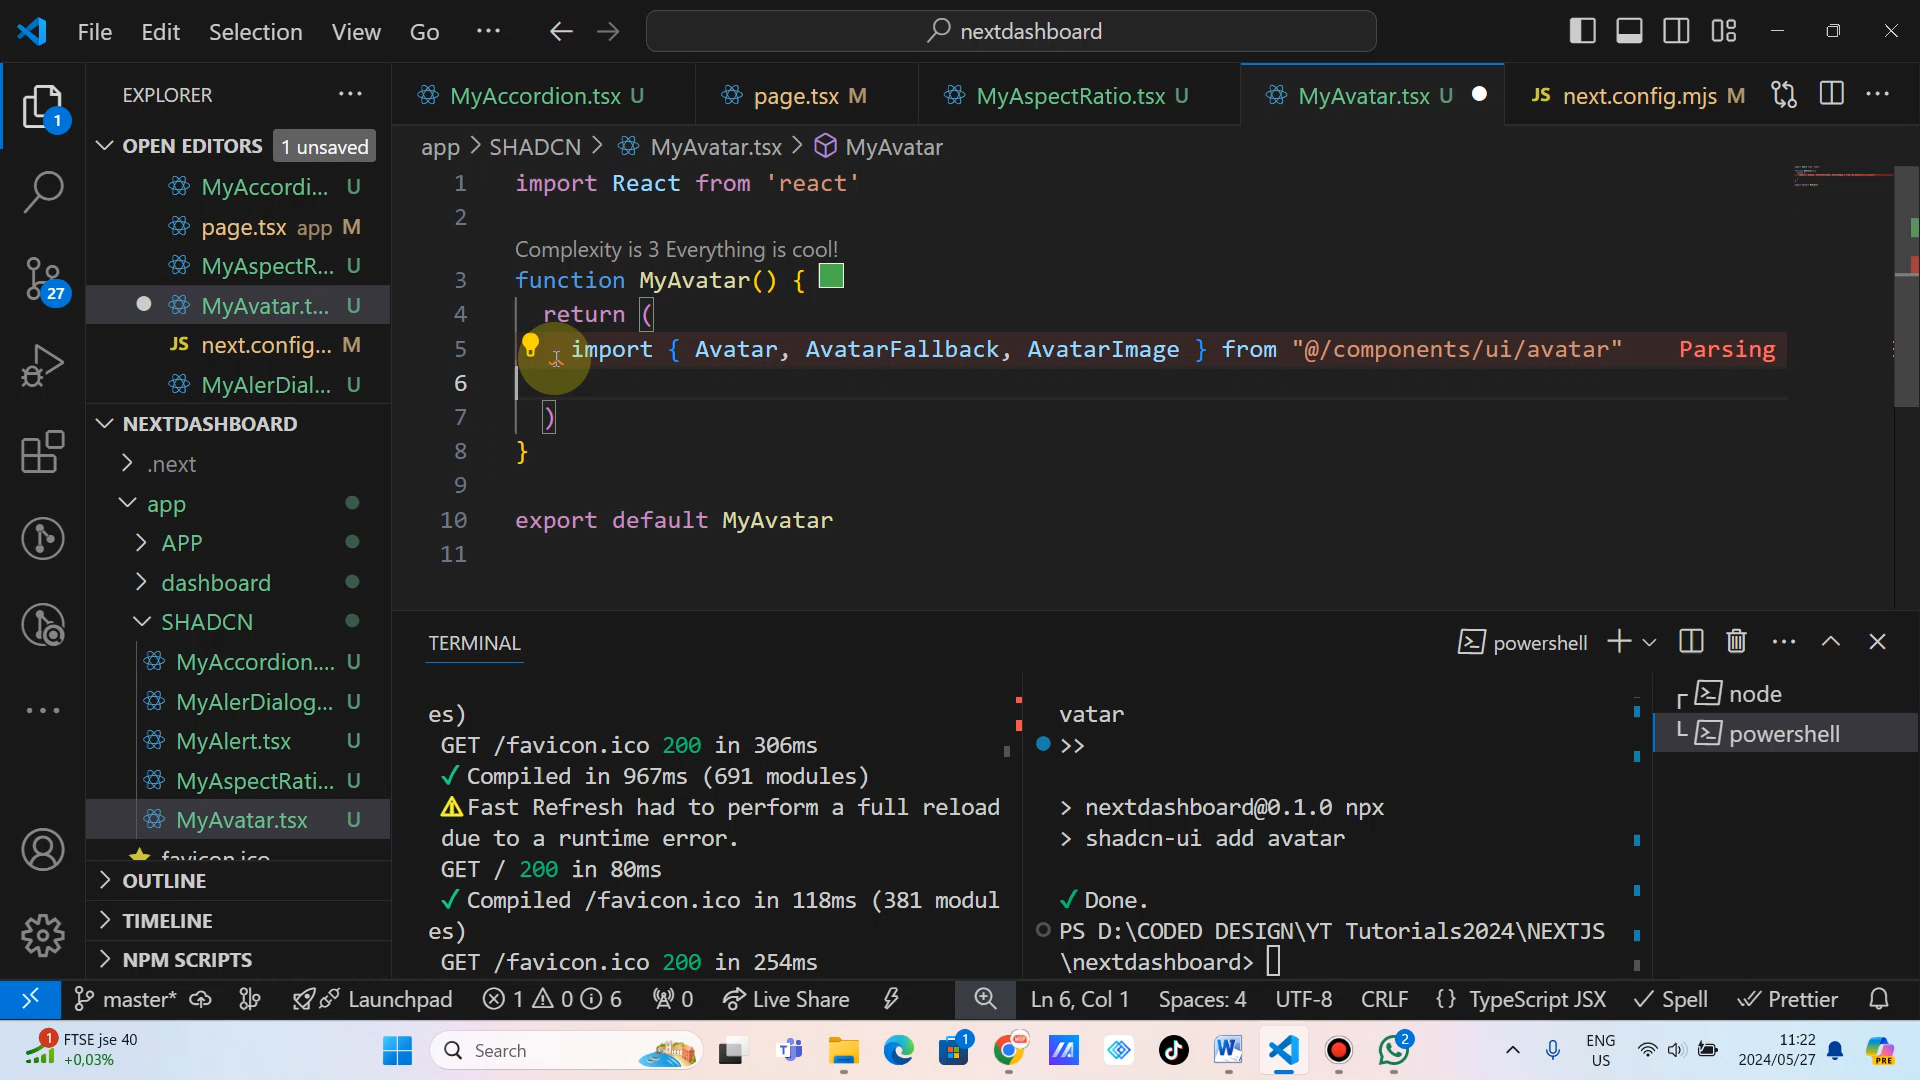 File Edit Selection View Go ··· nextdashboard
EXPLORER ···
OPEN EDITORS 1 unsaved
MyAccordi... U
page.tsx app M
MyAspectR... U
MyAvatar.t... U
JS next.config... M
MyAlerDial... U
NEXTDASHBOARD
.next
app
APP
dashboard
SHADCN
MyAccordion.... U
MyAlerDialog... U
MyAlert.tsx U
MyAspectRati... U
MyAvatar.tsx U
favicon.ico
OUTLINE
TIMELINE
NPM SCRIPTS
1
27
MyAccordion.tsx U page.tsx M MyAspectRatio.tsx U MyAvatar.tsx U JS next.config.mjs M
app > SHADCN > MyAvatar.tsx > MyAvatar
1 import React from 'react'
2
Complexity is 3 Everything is cool!
3 function MyAvatar() {
4 return (
5 import { Avatar, AvatarFallback, AvatarImage } from "@/components/ui/avatar" Parsing
6
7 )
8 }
9
10 export default MyAvatar
11
TERMINAL
powershell
es)
GET /favicon.ico 200 in 306ms
✓ Compiled in 967ms (691 modules)
⚠ Fast Refresh had to perform a full reload
due to a runtime error.
GET / 200 in 80ms
✓ Compiled /favicon.ico in 118ms (381 modul
es)
GET /favicon.ico 200 in 254ms
vatar
>>
> nextdashboard@0.1.0 npx
> shadcn-ui add avatar
✓ Done.
PS D:\CODED DESIGN\YT Tutorials2024\NEXTJS
\nextdashboard>
node
powershell
master* Launchpad 1 0 6 0 Live Share Ln 6, Col 1 Spaces: 4 UTF-8 CRLF {} TypeScript JSX Spell Prettier
1 FTSE jse 40
+0,03%
Search
1
2
ENG
US
11:22
2024/05/27
PRE